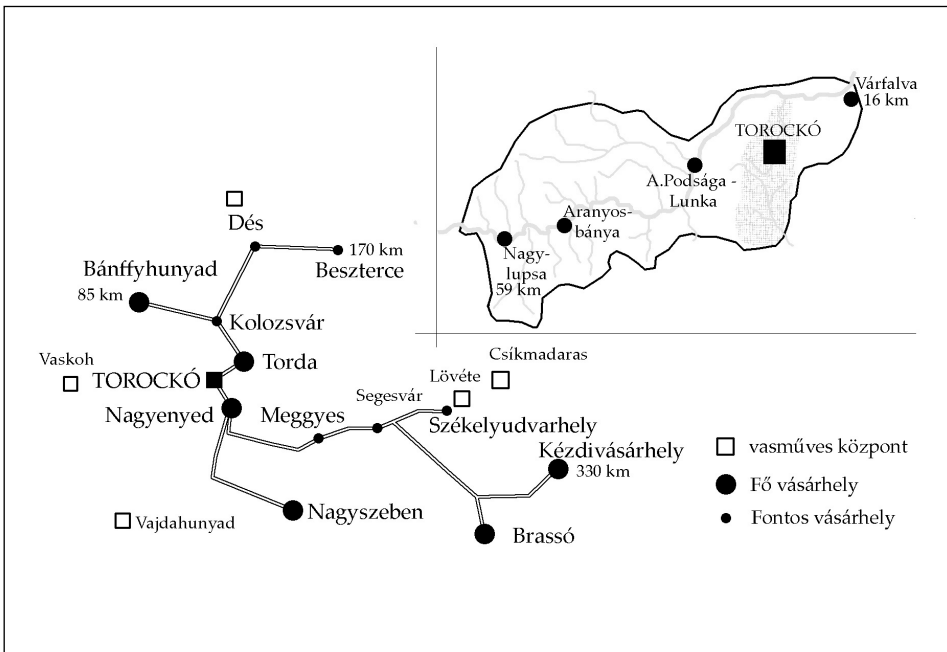 Várfalva
16 km
TOROCKÓ
A.Podsága -
Lunka
Aranyos-
bánya
Nagy-
lupsa
59 km
Dés
170 km
Beszterce
Bánffyhunyad
85 km
Kolozsvár
Torda
Vaskoh
TOROCKÓ
Nagyenyed
Meggyes
Segesvár
Lövéte
Csíkmadaras
Székelyudvarhely
Kézdivásárhely
330 km
Nagyszeben
Vajdahunyad
Brassó
vasműves központ
Fő vásárhely
Fontos vásárhely